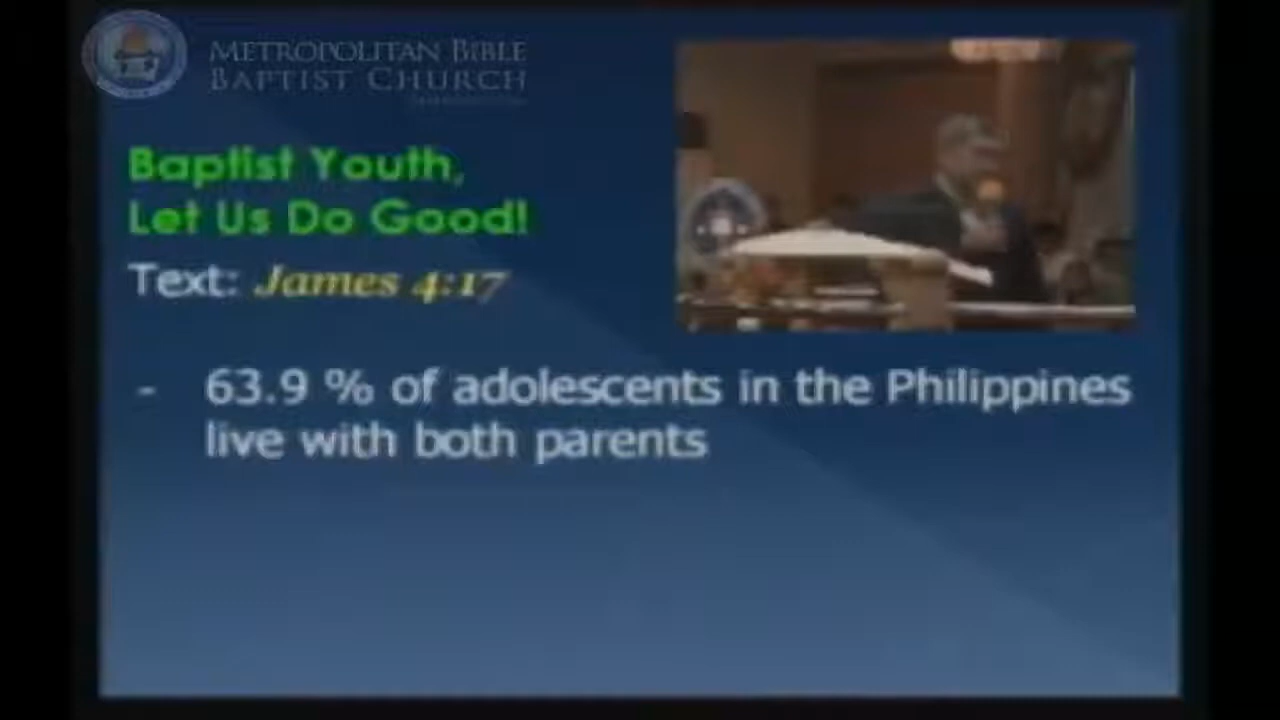 METROPOLITAN BIBLE
BAPTIST CHURCH
Baptist Youth,
Let Us Do Good!
Text: James 4:17
- 63.9 % of adolescents in the Philippines
live with both parents